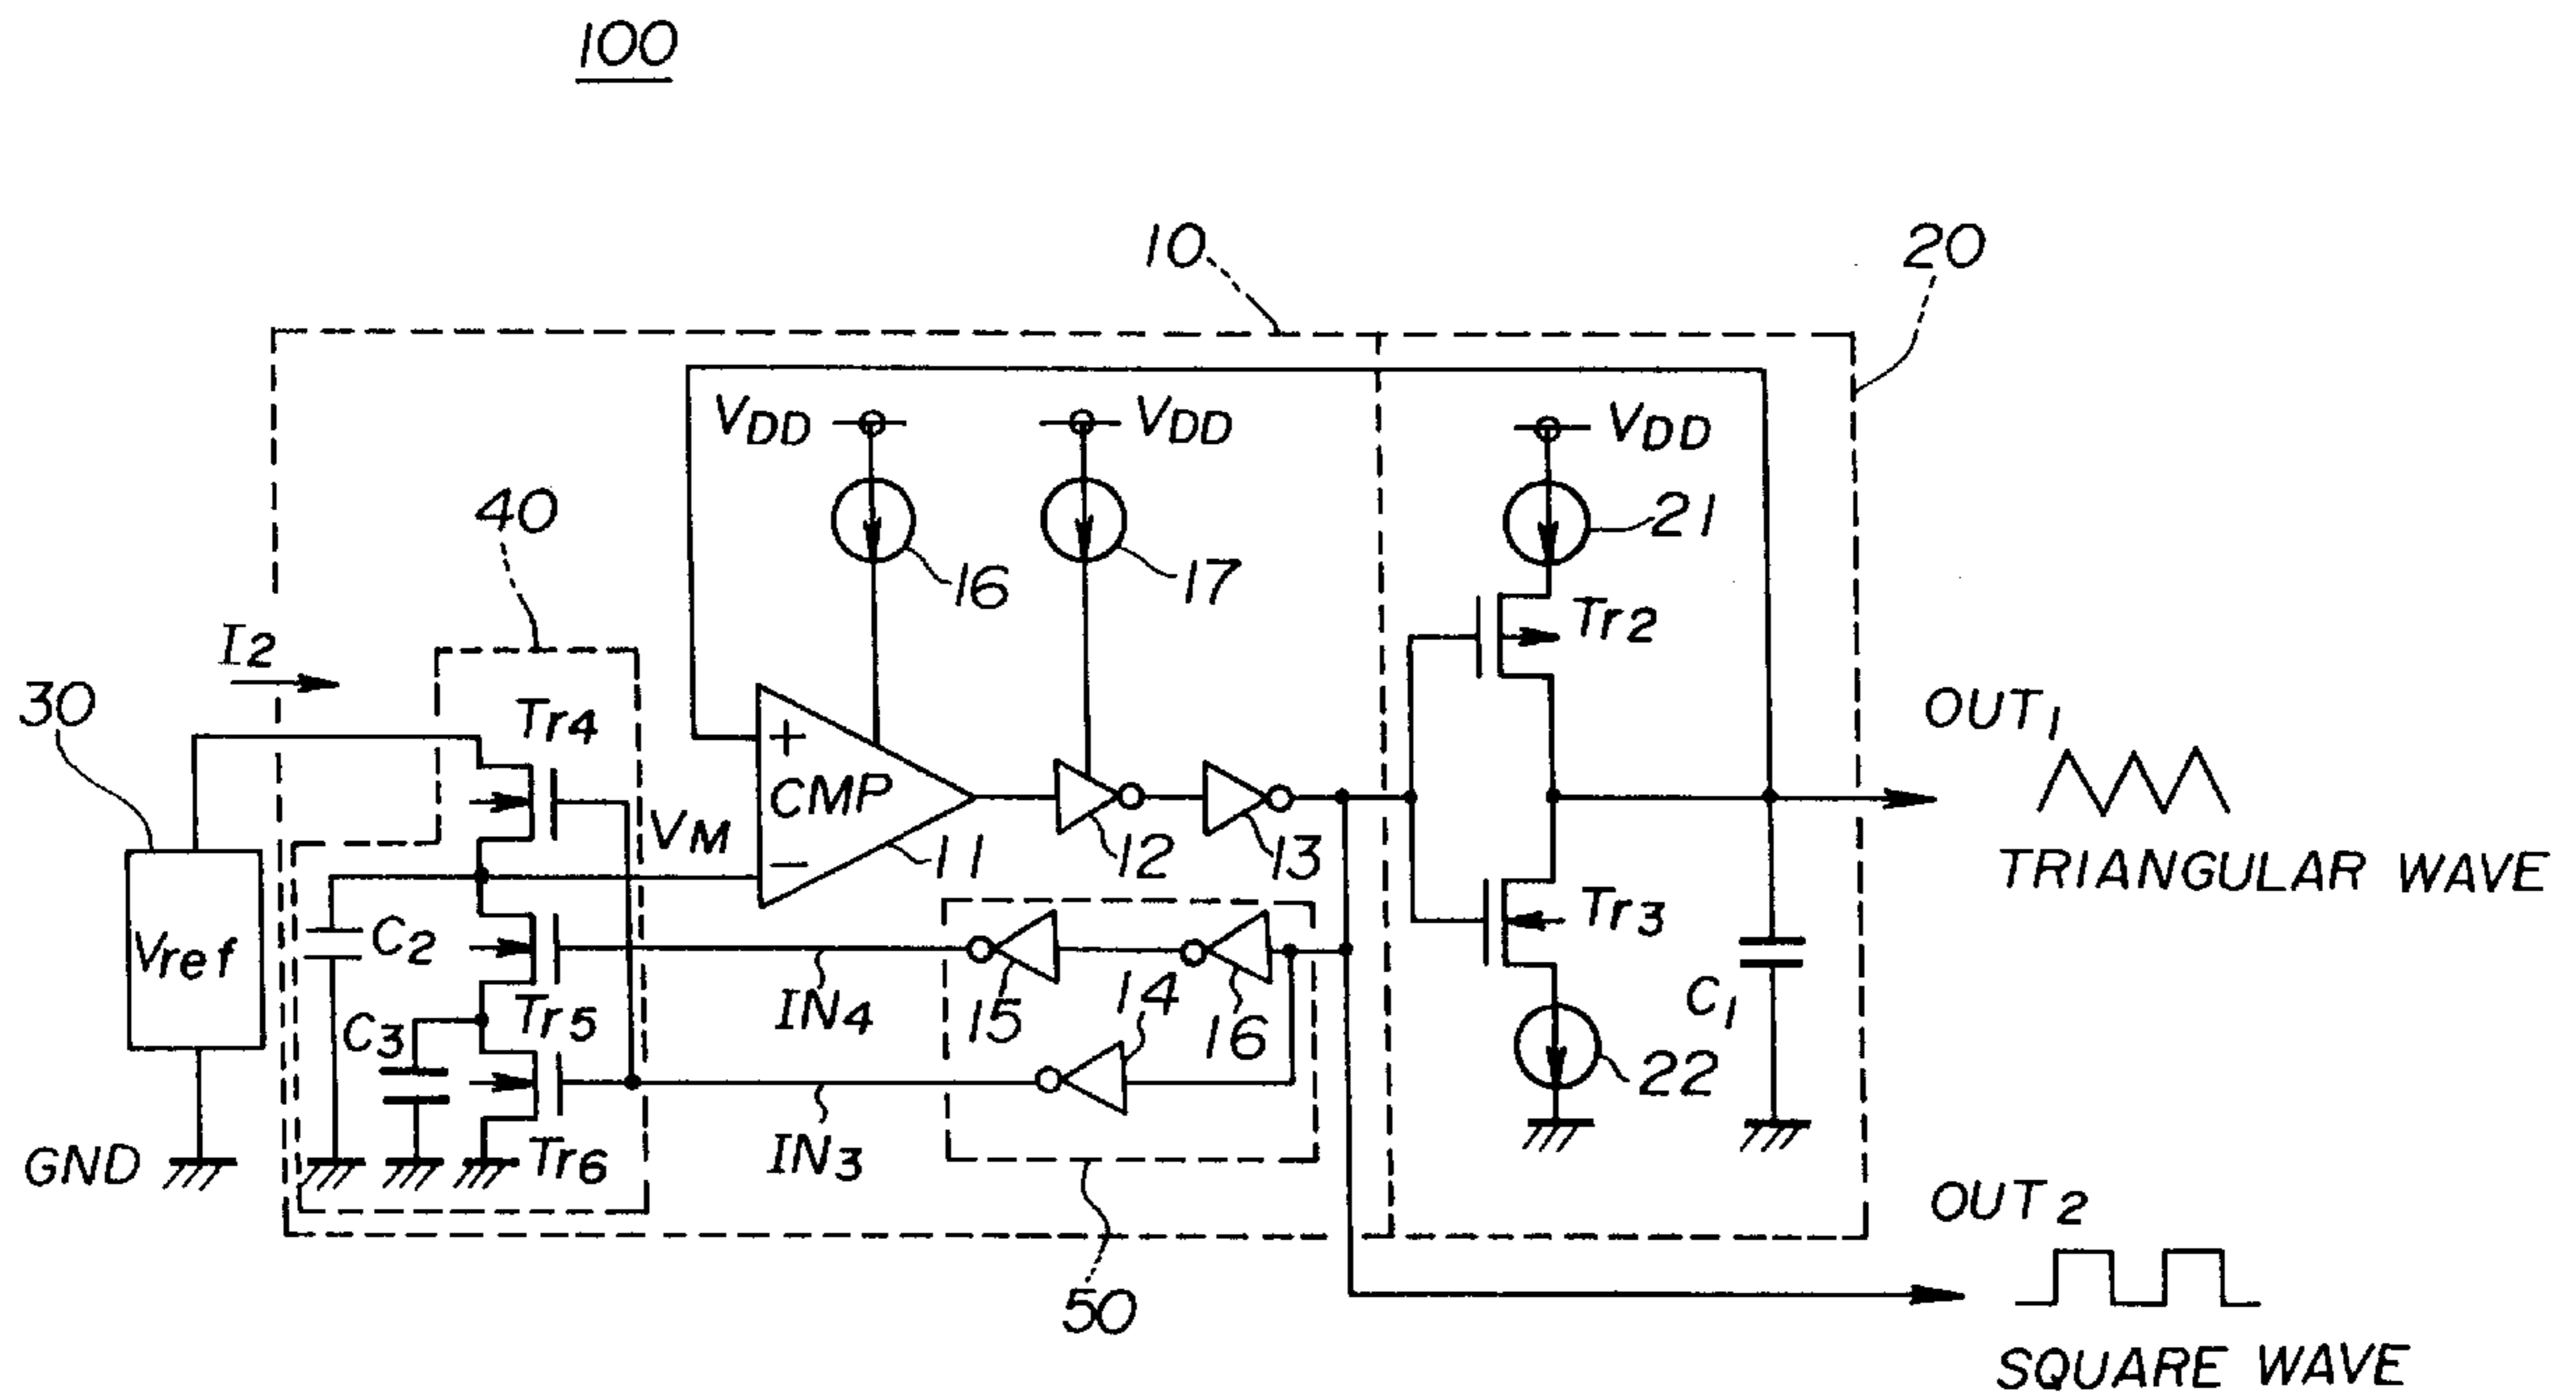 100
10
20
VDD
VDD
VDD
40
21
16
17
Tr2
I2
30
Tr4
OUT1
VM
+
CMP
−
11
12
13
TRIANGULAR WAVE
Vref
C2
Tr3
IN4
15
14
16
C1
C3
Tr5
22
GND
Tr6
IN3
OUT2
50
SQUARE WAVE